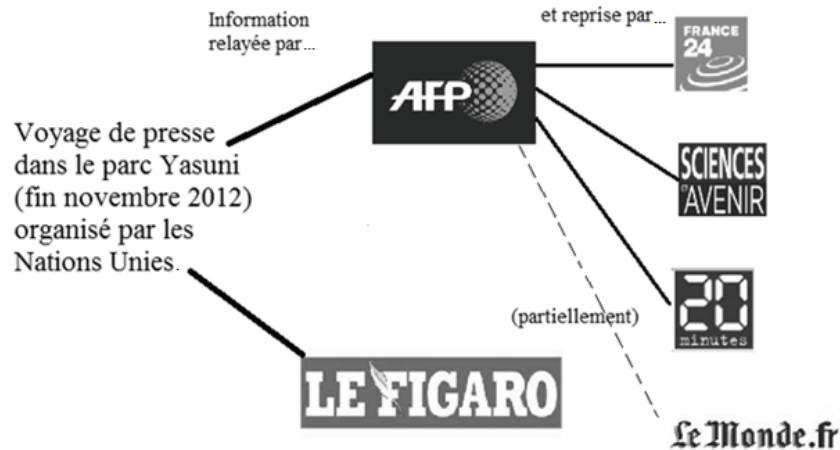 Information
relayée par...
et reprise par...
FRANCE
24
AFP
Voyage de presse
dans le parc Yasuni
(fin novembre 2012)
organisé par les
Nations Unies.
SCIENCES
ET AVENIR
20
minutes
(partiellement)
LE FIGARO
Le Monde.fr